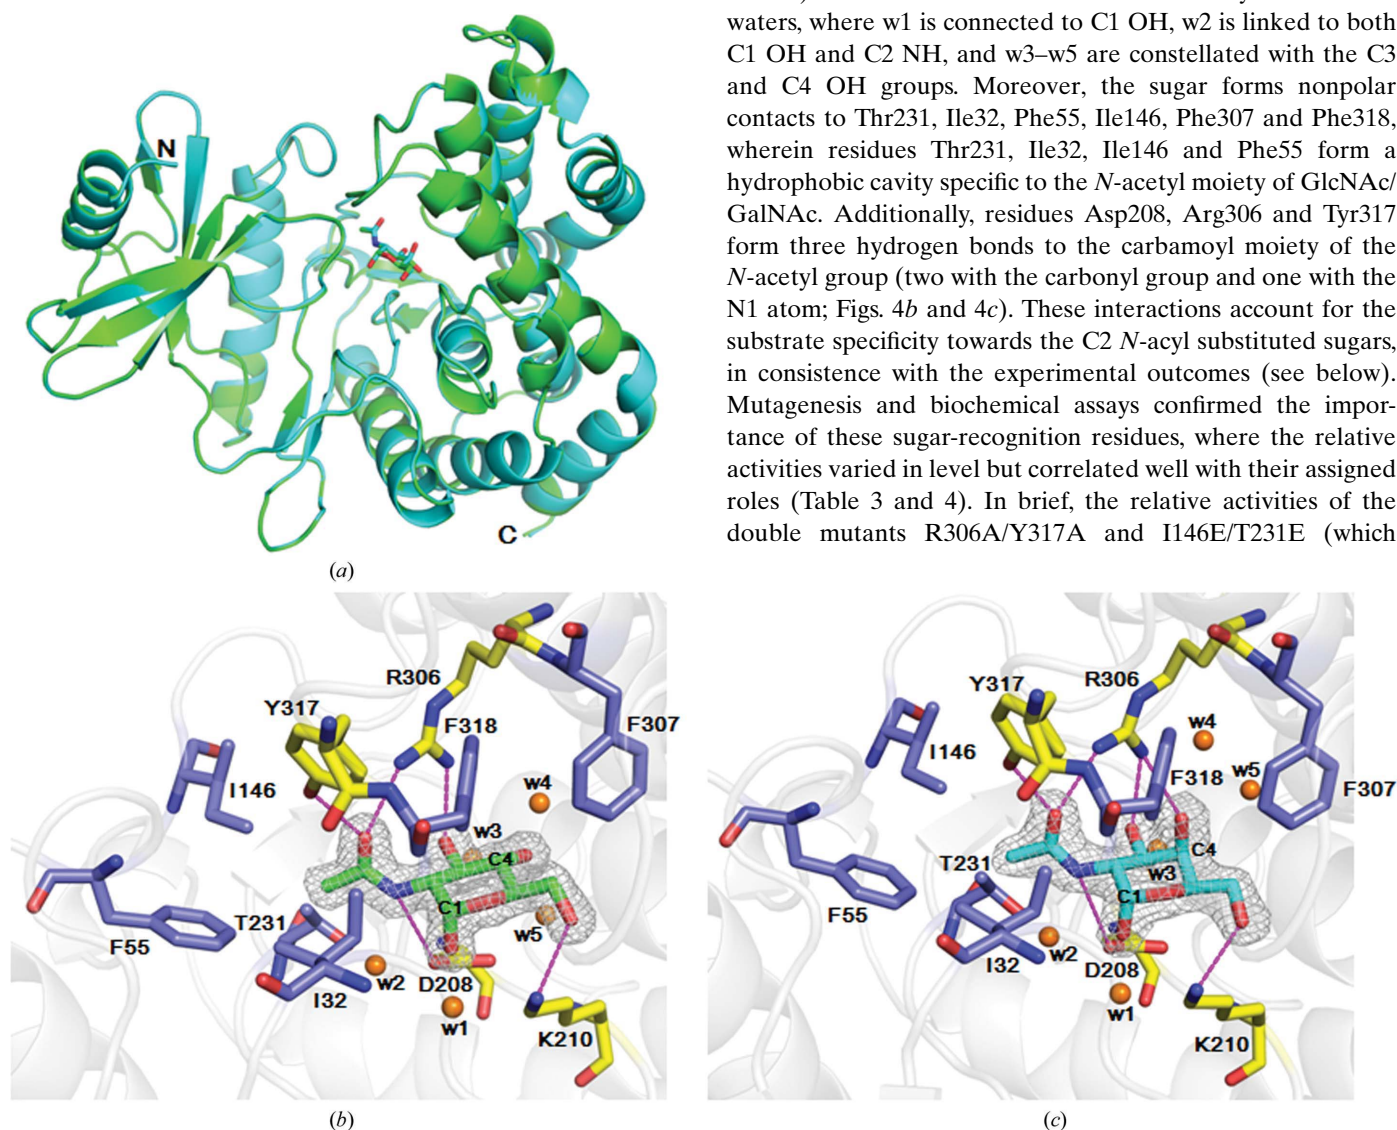 waters, where w1 is connected to C1 OH, w2 is linked to both
C1 OH and C2 NH, and w3–w5 are constellated with the C3
and C4 OH groups. Moreover, the sugar forms nonpolar
contacts to Thr231, Ile32, Phe55, Ile146, Phe307 and Phe318,
wherein residues Thr231, Ile32, Ile146 and Phe55 form a
hydrophobic cavity specific to the N-acetyl moiety of GlcNAc/
GalNAc. Additionally, residues Asp208, Arg306 and Tyr317
form three hydrogen bonds to the carbamoyl moiety of the
N-acetyl group (two with the carbonyl group and one with the
N1 atom; Figs. 4b and 4c). These interactions account for the
substrate specificity towards the C2 N-acyl substituted sugars,
in consistence with the experimental outcomes (see below).
Mutagenesis and biochemical assays confirmed the impor-
tance of these sugar-recognition residues, where the relative
activities varied in level but correlated well with their assigned
roles (Table 3 and 4). In brief, the relative activities of the
double mutants R306A/Y317A and I146E/T231E (which
N
C
(a)
R306
Y317
F318
F307
I146
w4
w3
C4
C1
T231
F55
w5
I32
w2
D208
w1
K210
(b)
R306
Y317
w4
I146
F318
w5
F307
C4
T231
w3
C1
F55
w2
I32
D208
w1
K210
(c)